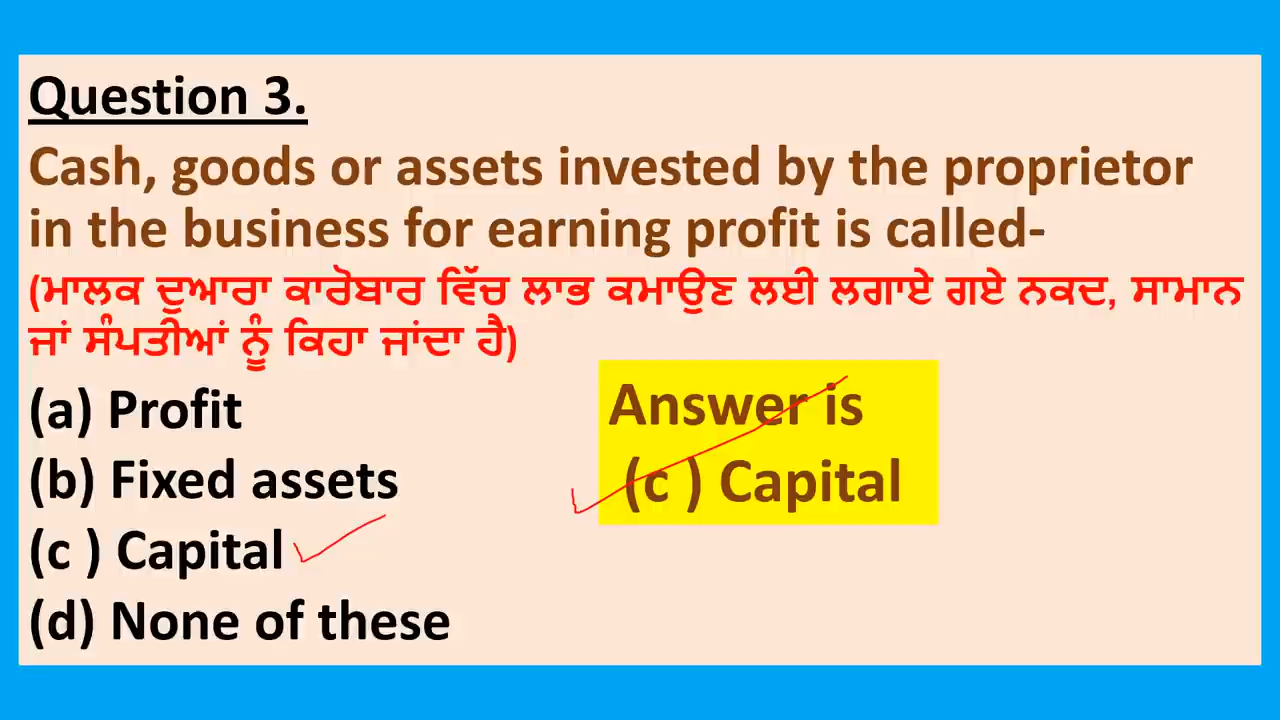 Question 3.
Cash, goods or assets invested by the proprietor
in the business for earning profit is called-
(ਮਾਲਕ ਦੁਆਰਾ ਕਾਰੋਬਾਰ ਵਿੱਚ ਲਾਭ ਕਮਾਉਣ ਲਈ ਲਗਾਏ ਗਏ ਨਕਦ, ਸਾਮਾਨ
ਜਾਂ ਸੰਪਤੀਆਂ ਨੂੰ ਕਿਹਾ ਜਾਂਦਾ ਹੈ)
(a) Profit
(b) Fixed assets
(c ) Capital
(d) None of these
Answer is
(c ) Capital